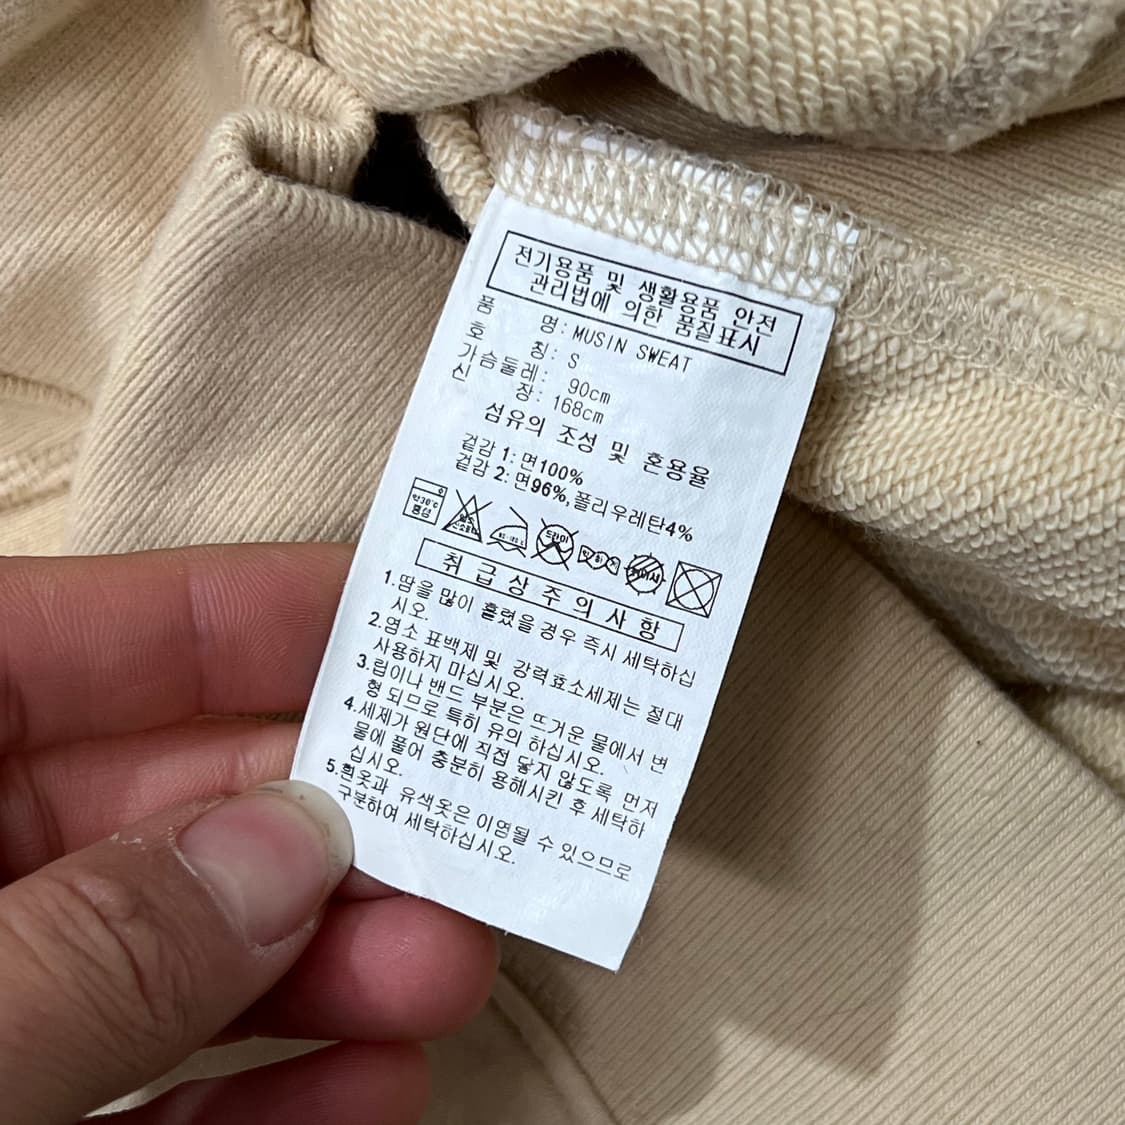 전기용품 및 생활용품 안전
관리법에 의한 품질표시
품 명: MUSIN SWEAT
호 칭: S
가슴둘레: 90cm
신 장: 168cm
섬유의 조성 및 혼용율
겉감 1: 면100%
겉감 2: 면96%, 폴리우레탄4%
약30℃
중성
드라이
취급상주의사항
1.땀을 많이 흘렸을 경우 즉시 세탁하십
시오.
2.염소 표백제 및 강력효소세제는 절대
사용하지 마십시오.
3.립이나 밴드 부분은 뜨거운 물에서 변
형 되므로 특히 유의 하십시오.
4.세제가 원단에 직접 닿지 않도록 먼저
물에 풀어 충분히 용해시킨 후 세탁하
십시오.
5.흰옷과 유색옷은 이염될 수 있으므로
구분하여 세탁하십시오.